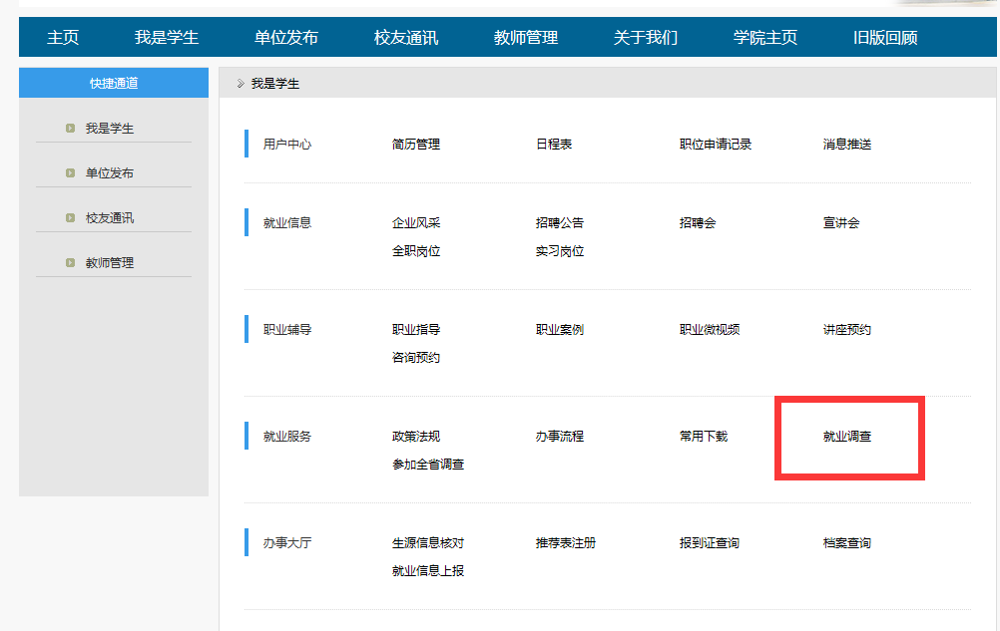 主页 我是学生 单位发布 校友通讯 教师管理 关于我们 学院主页 旧版回顾
快捷通道
我是学生
单位发布
校友通讯
教师管理
我是学生
用户中心 简历管理 日程表 职位申请记录 消息推送
就业信息 企业风采 招聘公告 招聘会 宣讲会
全职岗位 实习岗位
职业辅导 职业指导 职业案例 职业微视频 讲座预约
咨询预约
就业服务 政策法规 办事流程 常用下载 就业调查
参加全省调查
办事大厅 生源信息核对 推荐表注册 报到证查询 档案查询
就业信息上报